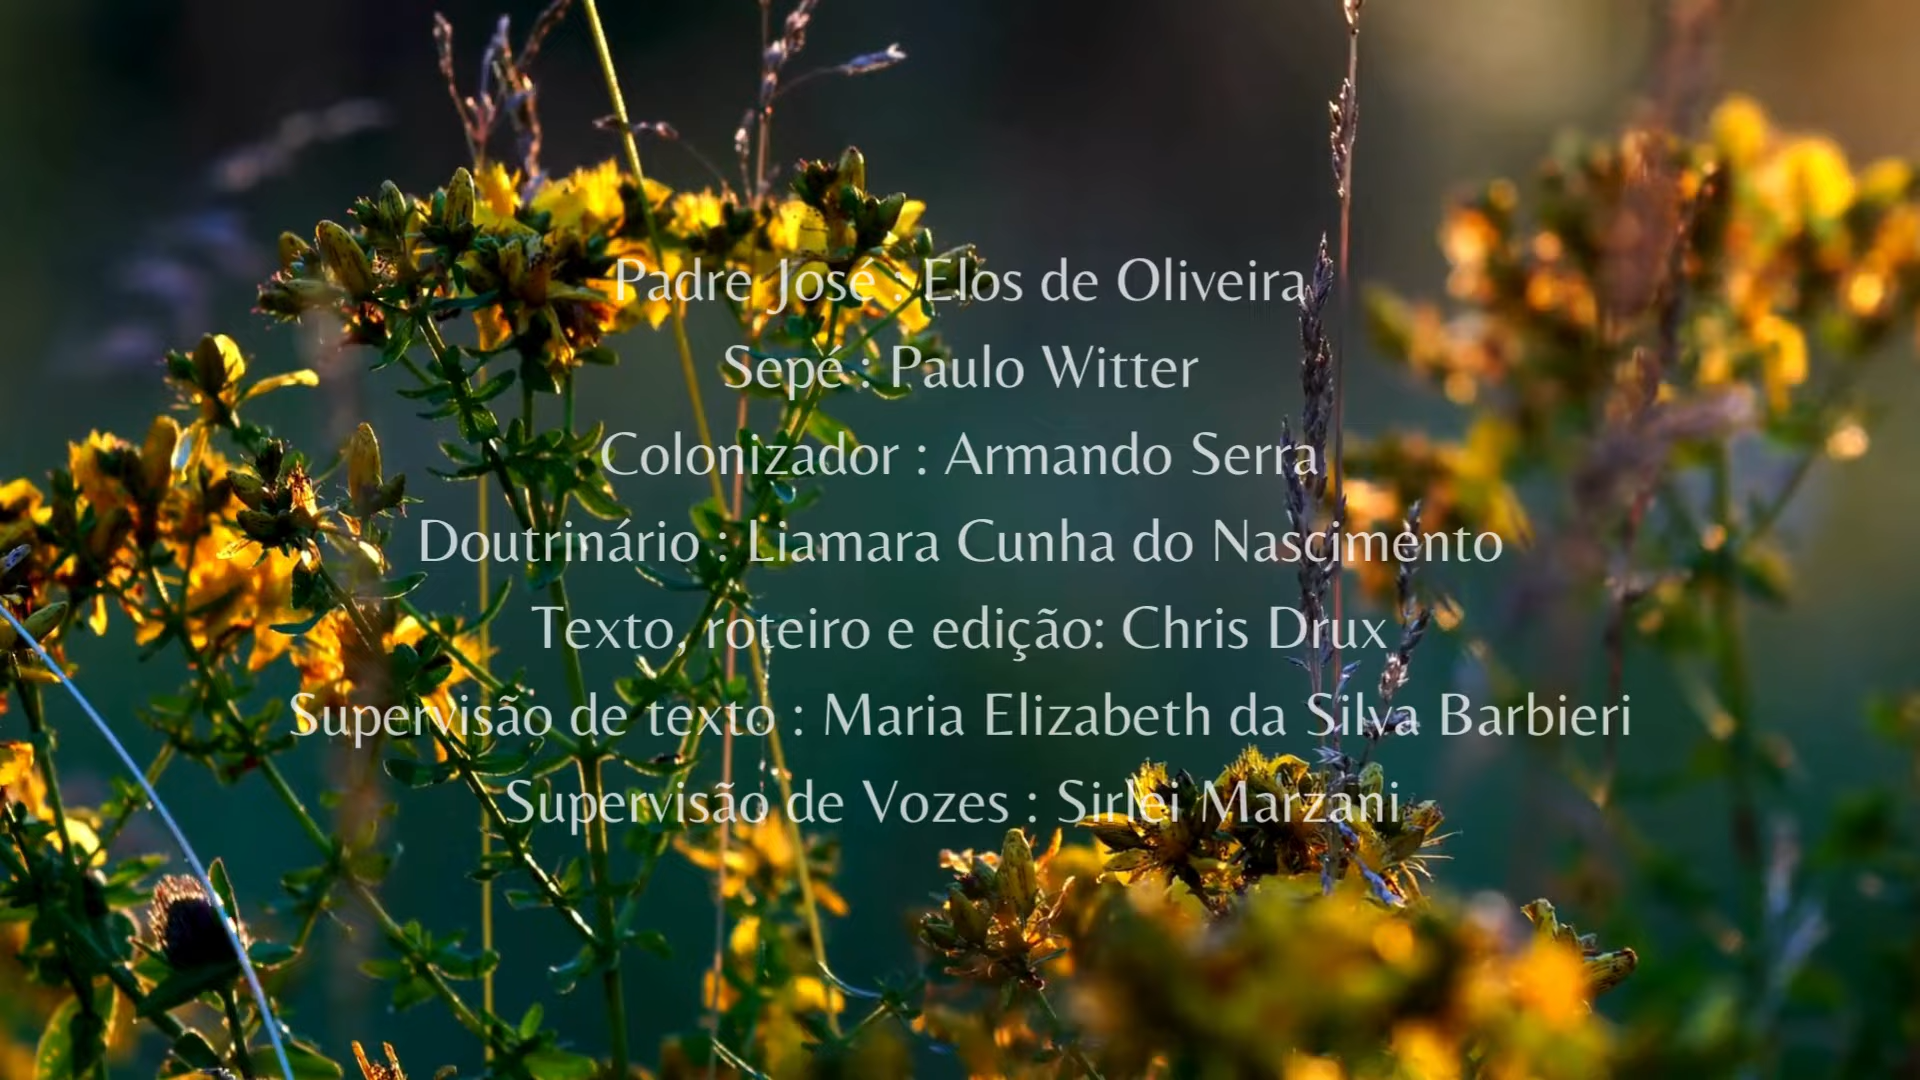 Padre José : Elos de Oliveira
Sepé : Paulo Witter
Colonizador : Armando Serra
Doutrinário : Liamara Cunha do Nascimento
Texto, roteiro e edição: Chris Drux
Supervisão de texto : Maria Elizabeth da Silva Barbieri
Supervisão de Vozes : Sirlei Marzani